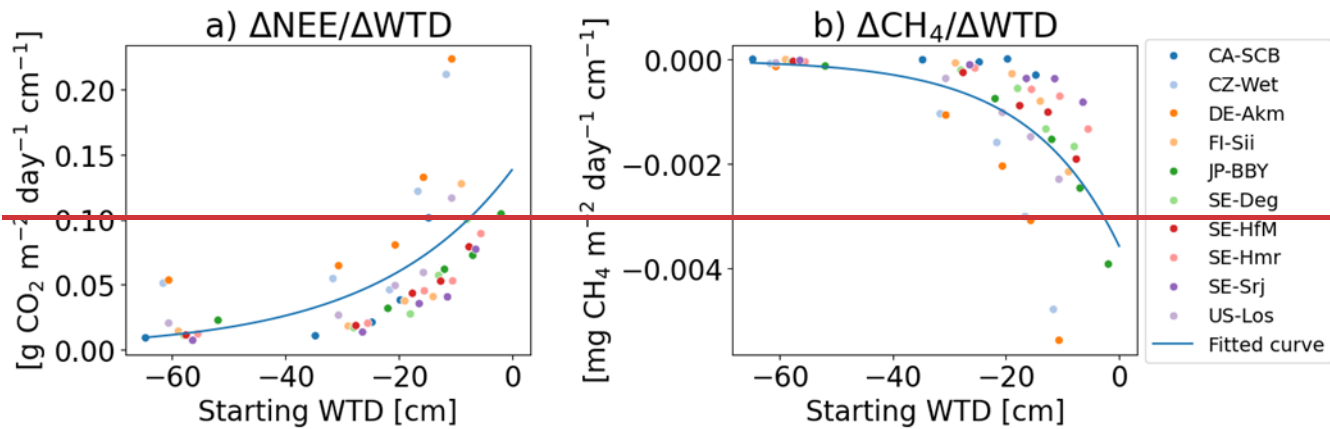 a) ΔNEE/ΔWTD
[g CO₂ m⁻² day⁻¹ cm⁻¹]
0.20
0.15
0.10
0.05
0.00
−60
−40
−20
0
Starting WTD [cm]
b) ΔCH₄/ΔWTD
[mg CH₄ m⁻² day⁻¹ cm⁻¹]
0.000
−0.002
−0.004
−60
−40
−20
0
Starting WTD [cm]
CA-SCB
CZ-Wet
DE-Akm
FI-Sii
JP-BBY
SE-Deg
SE-HfM
SE-Hmr
SE-Srj
US-Los
Fitted curve